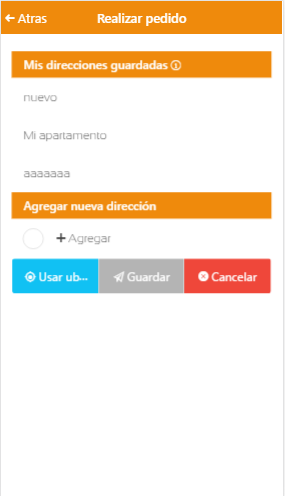 Atras Realizar pedido
Mis direcciones guardadas
nuevo
Mi apartamento
aaaaaaa
Agregar nueva dirección
+ Agregar
Usar ub... Guardar Cancelar